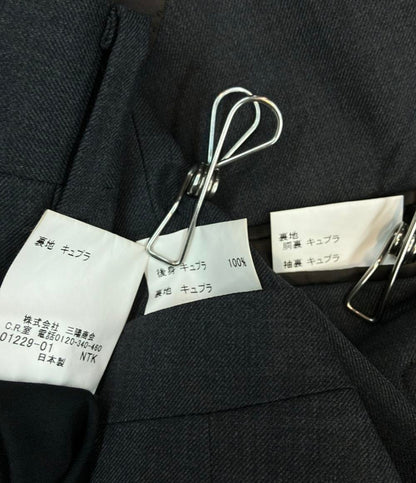 裏地 キュプラ
株式会社 三陽商会
C.R.室 電話0120-340-460
01229-01 NTK
日本製
後身 キュプラ 100%
裏地 キュプラ
裏地
胴裏 キュプラ
袖裏 キュプラ